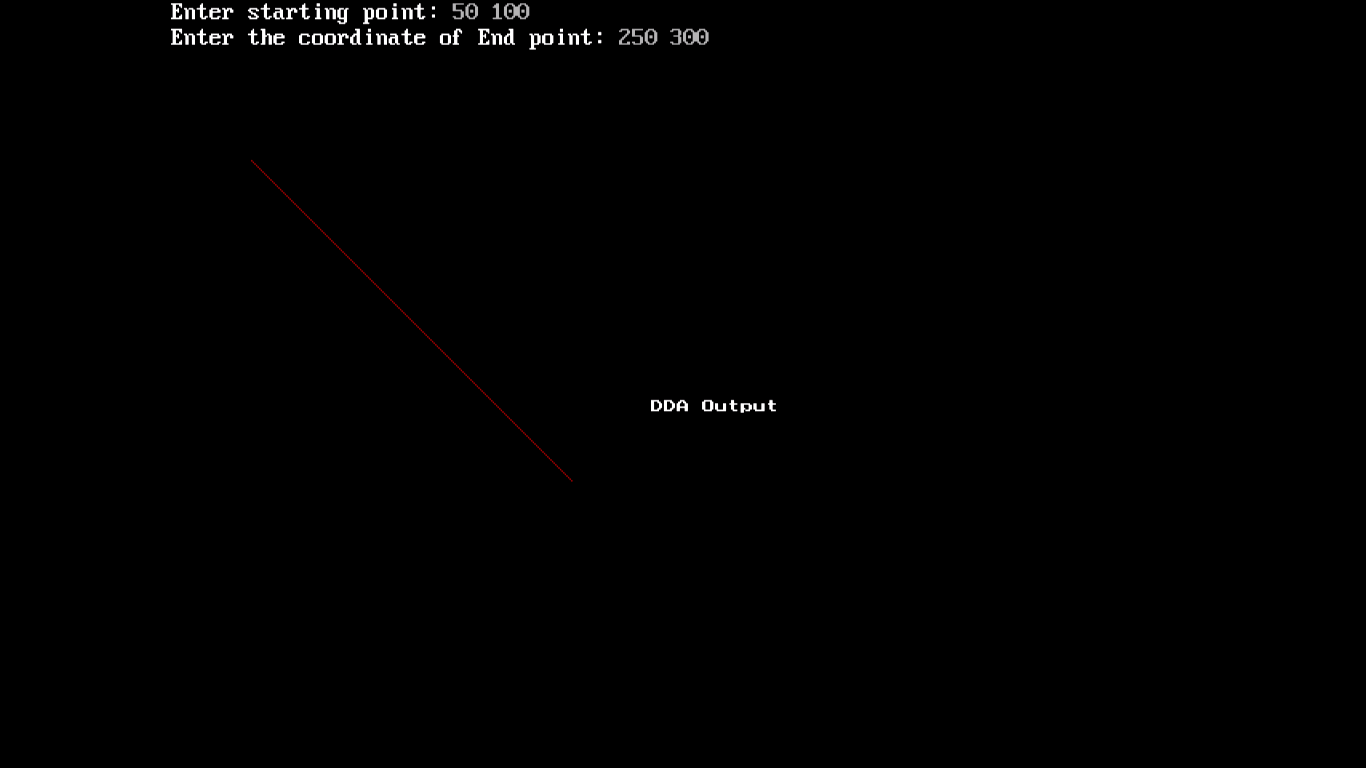 Enter starting point: 50 100
Enter the coordinate of End point: 250 300
DDA Output